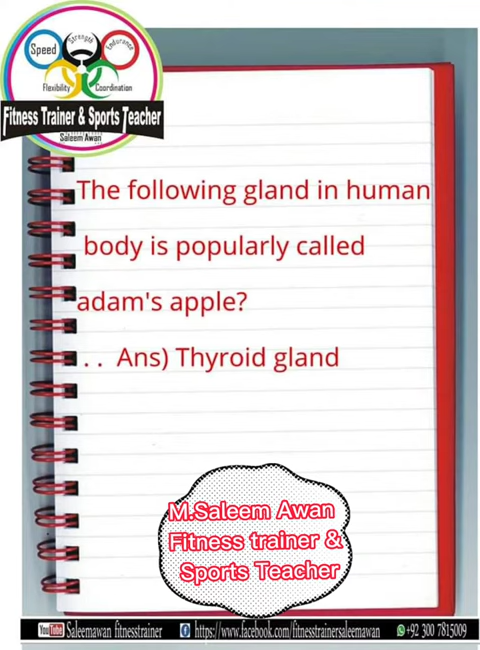 Speed
Strength
Endurance
Flexibility
Coordination
Fitness Trainer & Sports Teacher
Saleem Awan
The following gland in human
body is popularly called
adam's apple?
. . Ans) Thyroid gland
M.Saleem Awan
Fitness trainer &
Sports Teacher
YouTube Saleemawan fitnesstrainer f https://www.facebook.com/fitnesstrainersaleemawan +92 300 7815009